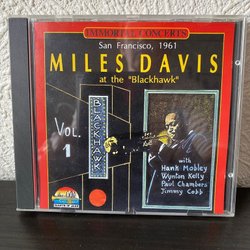 IMMORTAL CONCERTS
San Francisco, 1961
MILES DAVIS
at the "Blackhawk"
VOL.
1
BLACKHAWK
with
Hank Mobley
Wynton Kelly
Paul Chambers
Jimmy Cobb